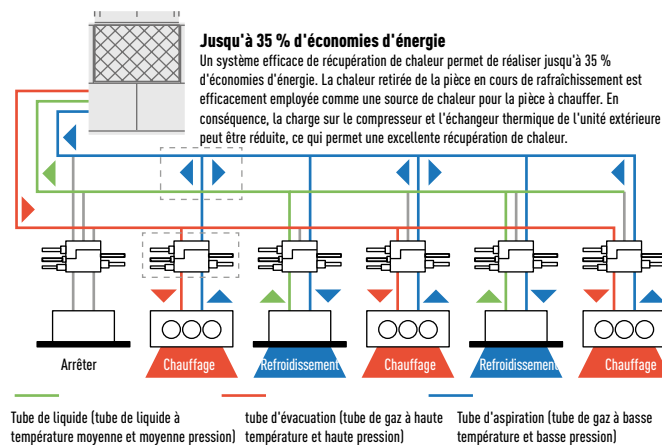 Jusqu'à 35 % d'économies d'énergie
Un système efficace de récupération de chaleur permet de réaliser jusqu'à 35 %
d'économies d'énergie. La chaleur retirée de la pièce en cours de rafraîchissement est
efficacement employée comme une source de chaleur pour la pièce à chauffer. En
conséquence, la charge sur le compresseur et l'échangeur thermique de l'unité extérieure
peut être réduite, ce qui permet une excellente récupération de chaleur.
Arrêter
Chauffage
Refroidissement
Chauffage
Refroidissement
Chauffage
Tube de liquide (tube de liquide à
température moyenne et moyenne pression)
tube d'évacuation (tube de gaz à haute
température et haute pression)
Tube d'aspiration (tube de gaz à basse
température et basse pression)